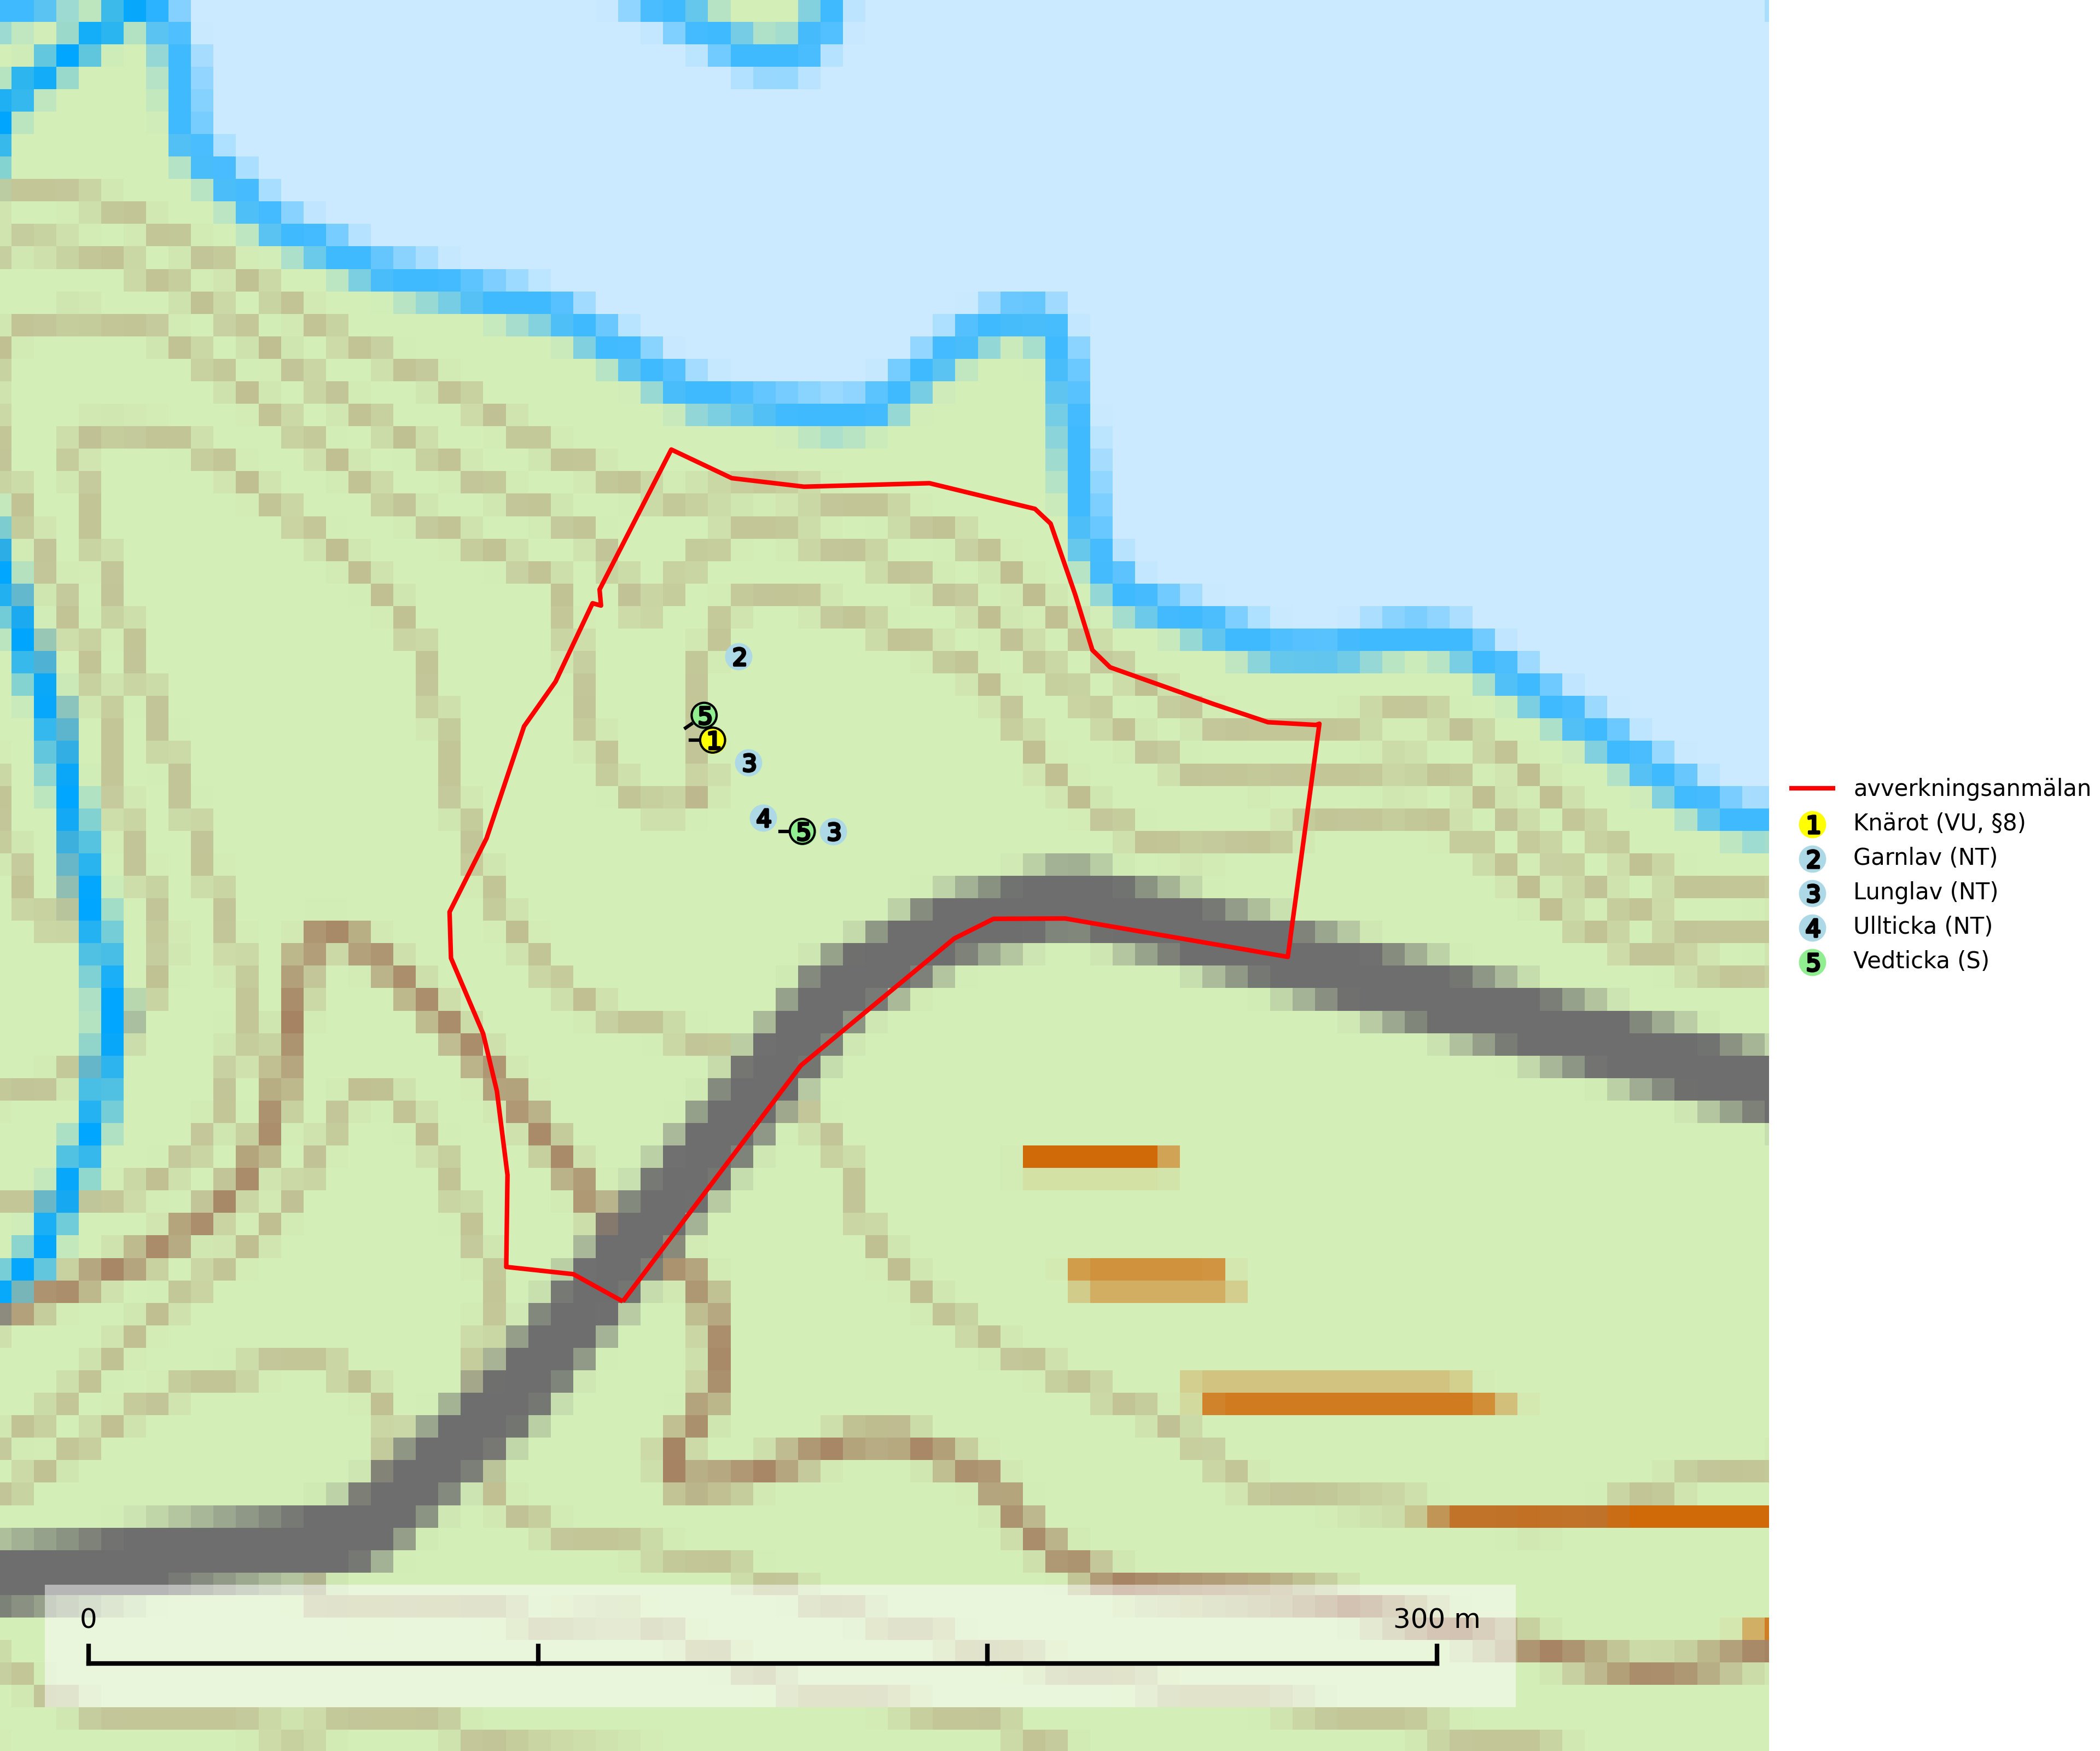 2
5
1
3
4 5 3
avverkningsanmälan
1 Knärot (VU, §8)
2 Garnlav (NT)
3 Lunglav (NT)
4 Ullticka (NT)
5 Vedticka (S)
0 300 m